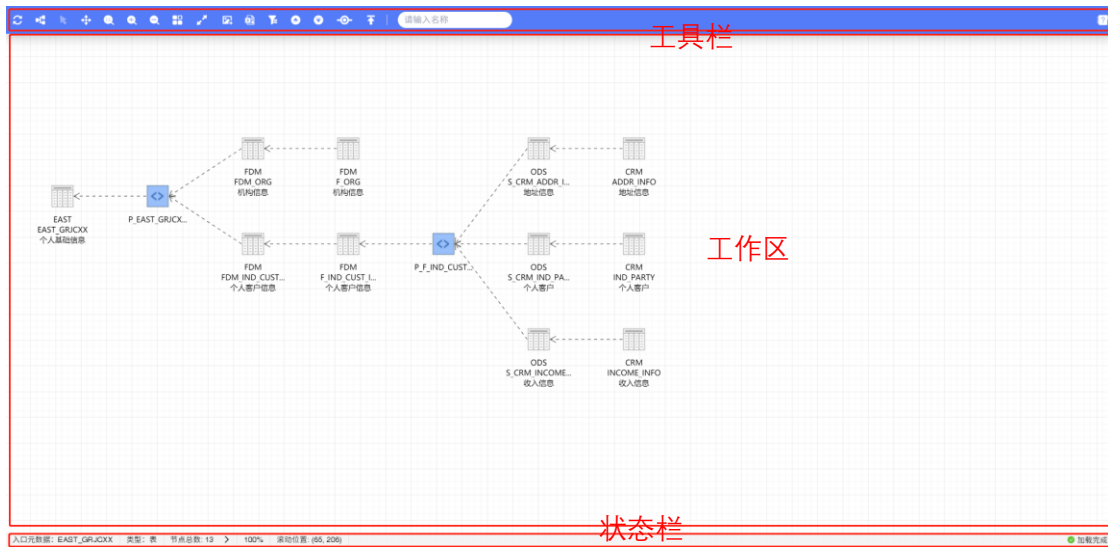 请输入名称
工具栏
FDM
FDM_ORG
机构信息
FDM
F_ORG
机构信息
ODS
S_CRM_ADDR_I...
地址信息
CRM
ADDR_INFO
地址信息
EAST
EAST_GRJCXX
个人基础信息
P_EAST_GRJCX...
FDM
FDM_IND_CUST...
个人客户信息
FDM
F_IND_CUST_I...
个人客户信息
P_F_IND_CUST...
ODS
S_CRM_IND_PA...
个人客户
CRM
IND_PARTY
个人客户
工作区
ODS
S_CRM_INCOME...
收入信息
CRM
INCOME_INFO
收入信息
状态栏
入口元数据: EAST_GRJCXX 类型: 表 节点总数: 13 100% 滚动位置: (65, 206) 加载完成